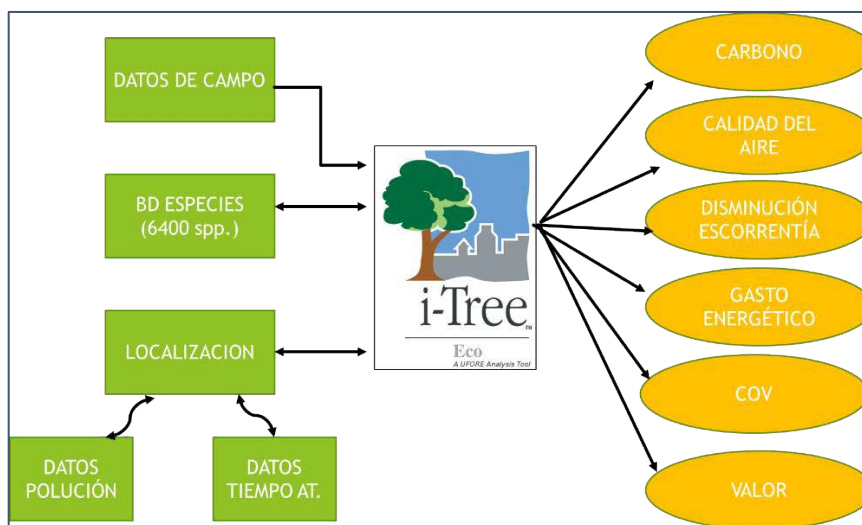 DATOS DE CAMPO
BD ESPECIES
(6400 spp.)
LOCALIZACION
DATOS
POLUCIÓN
DATOS
TIEMPO AT.
i-Tree™
Eco
A UFORE Analysis Tool
CARBONO
CALIDAD DEL
AIRE
DISMINUCIÓN
ESCORRENTÍA
GASTO
ENERGÉTICO
COV
VALOR